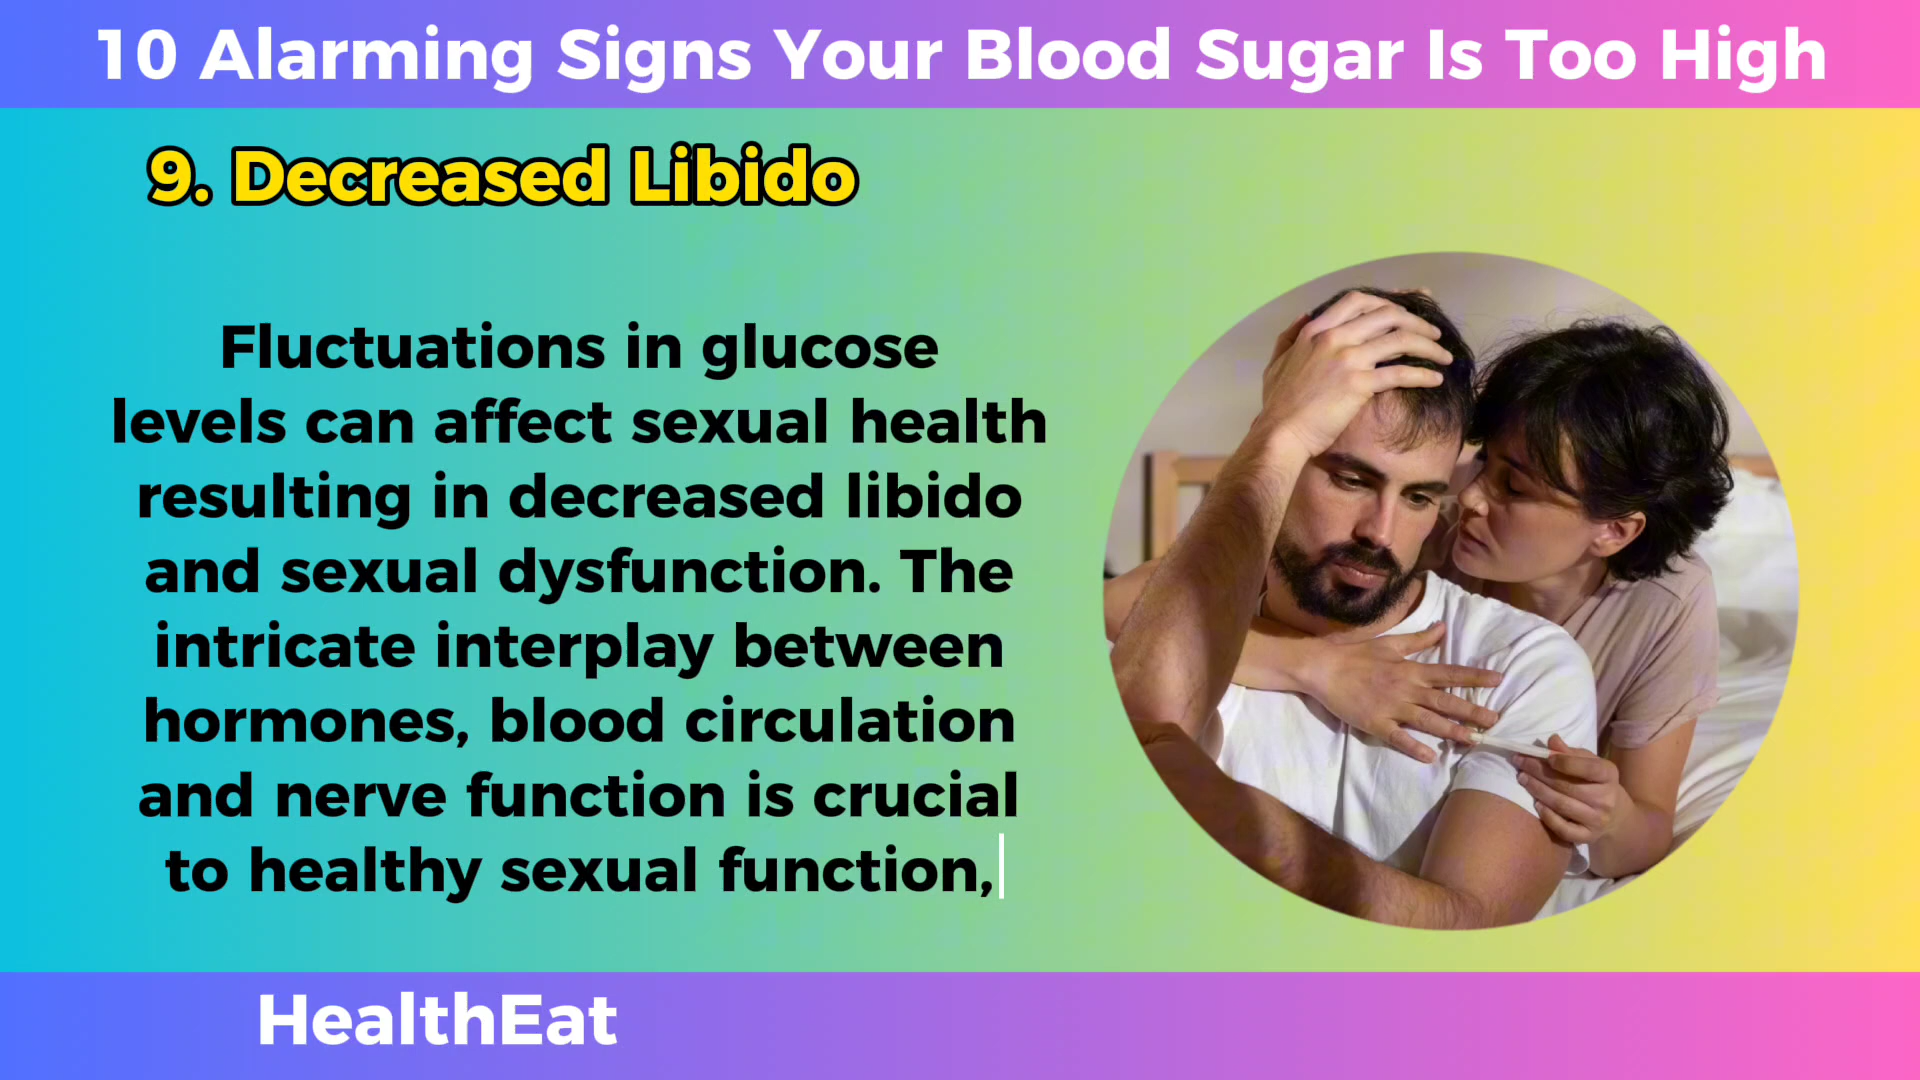 10 Alarming Signs Your Blood Sugar Is Too High
9. Decreased Libido
Fluctuations in glucose
levels can affect sexual health
resulting in decreased libido
and sexual dysfunction. The
intricate interplay between
hormones, blood circulation
and nerve function is crucial
to healthy sexual function,
HealthEat